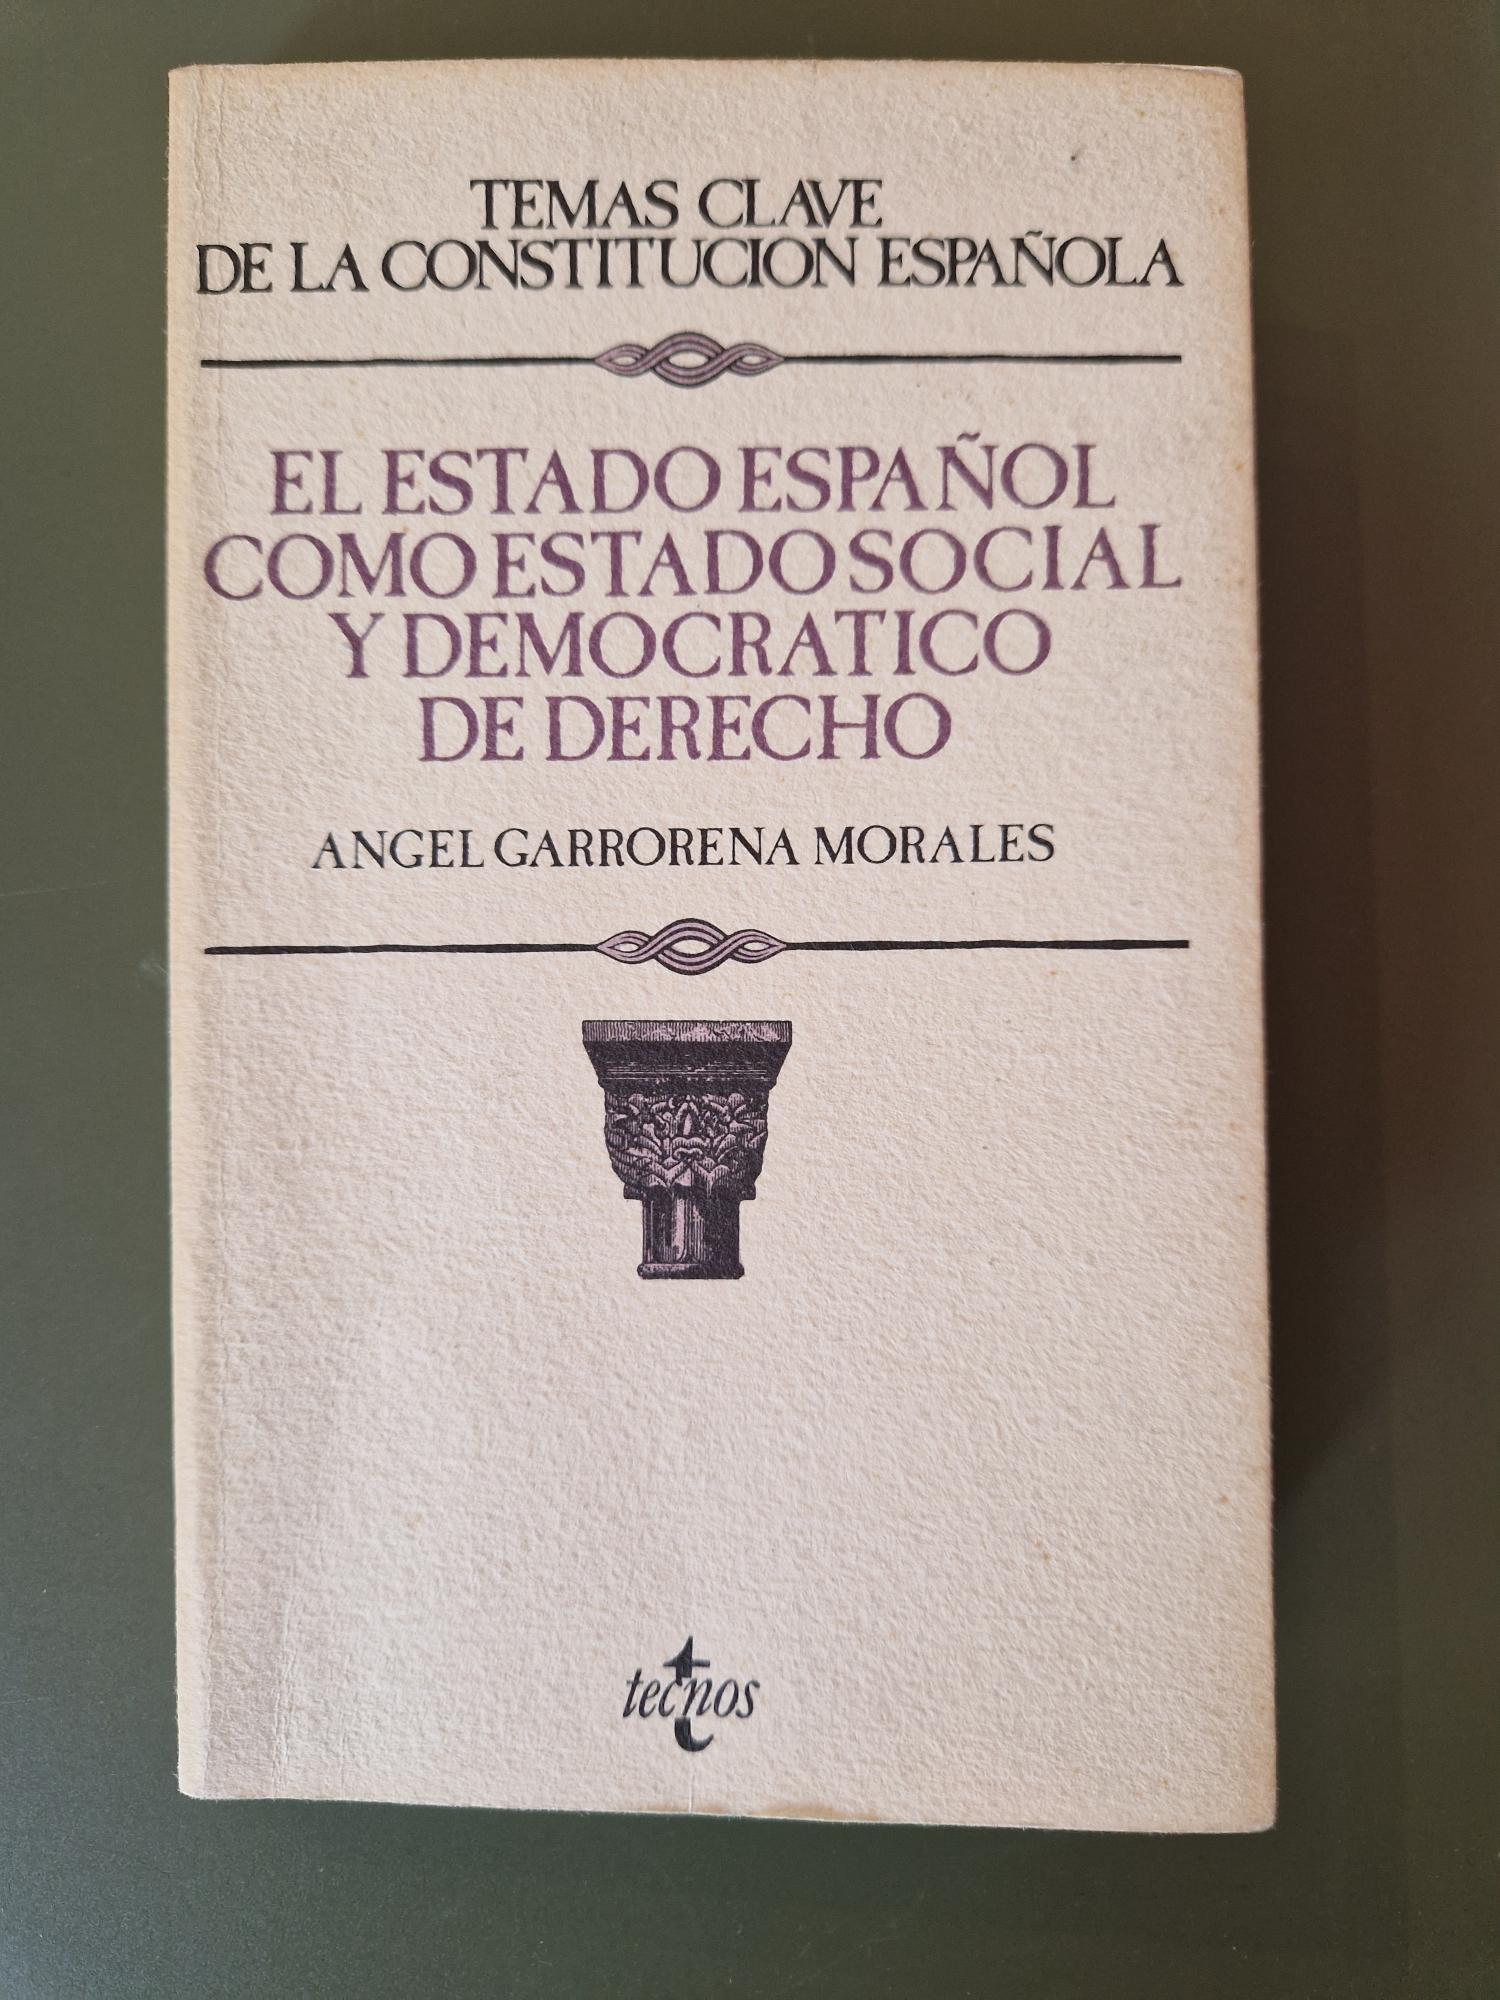 TEMAS CLAVE
DE LA CONSTITUCION ESPAÑOLA
EL ESTADO ESPAÑOL
COMO ESTADO SOCIAL
Y DEMOCRATICO
DE DERECHO
ANGEL GARRORENA MORALES
tecnos